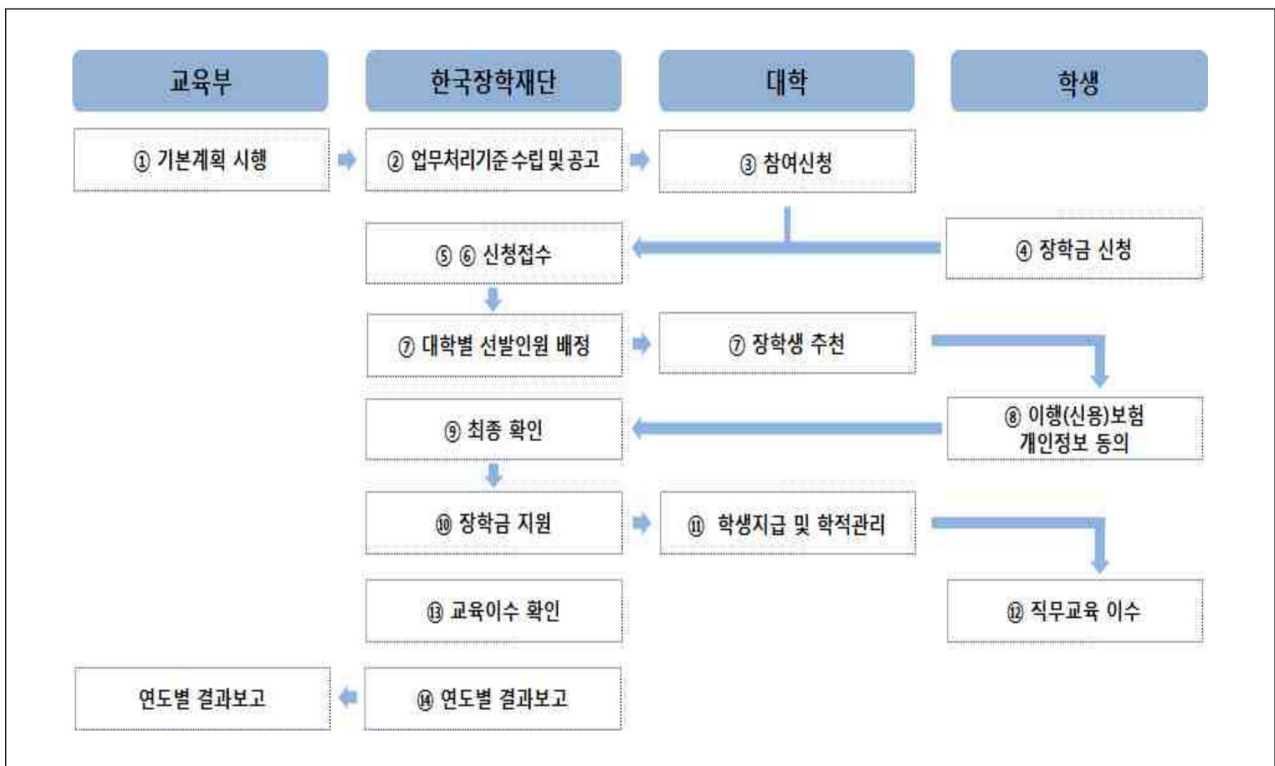 교육부
한국장학재단
대학
학생
① 기본계획 시행
② 업무처리기준 수립 및 공고
③ 참여신청
⑤ ⑥ 신청접수
④ 장학금 신청
⑦ 대학별 선발인원 배정
⑦ 장학생 추천
⑨ 최종 확인
⑧ 이행(신용)보험
개인정보 동의
⑩ 장학금 지원
⑪ 학생지급 및 학적관리
⑬ 교육이수 확인
⑫ 직무교육 이수
연도별 결과보고
⑭ 연도별 결과보고